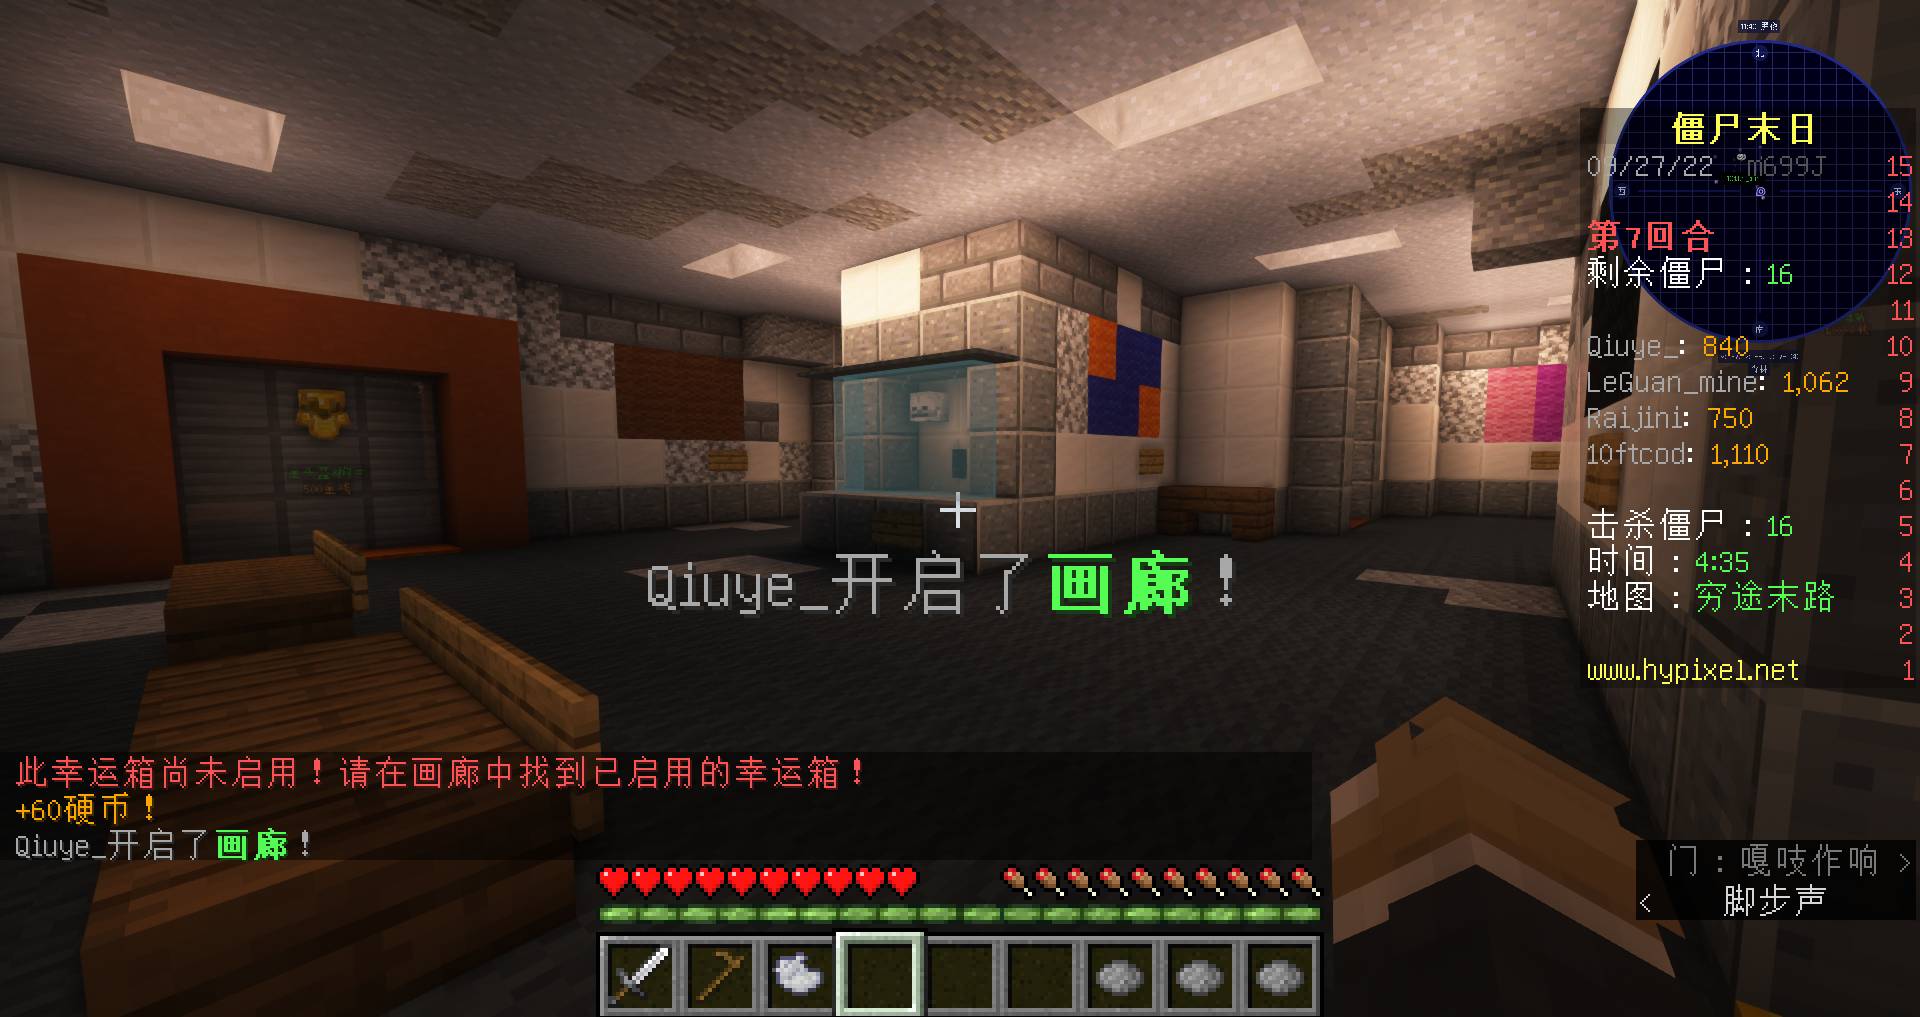 北
僵尸末日
09/27/22 m699J 15
14
第7回合 13
剩余僵尸：16 12
11
Qiuye_: 840 10
LeGuan_mine: 1,062 9
Raijini: 750 8
10ftcod: 1,110 7
6
击杀僵尸：16 5
时间：4:35 4
地图：穷途末路 3
2
www.hypixel.net 1
Qiuye_开启了画廊！
此幸运箱尚未启用！请在画廊中找到已启用的幸运箱！
+60硬币！
Qiuye_开启了画廊！
门：嘎吱作响 >
< 脚步声